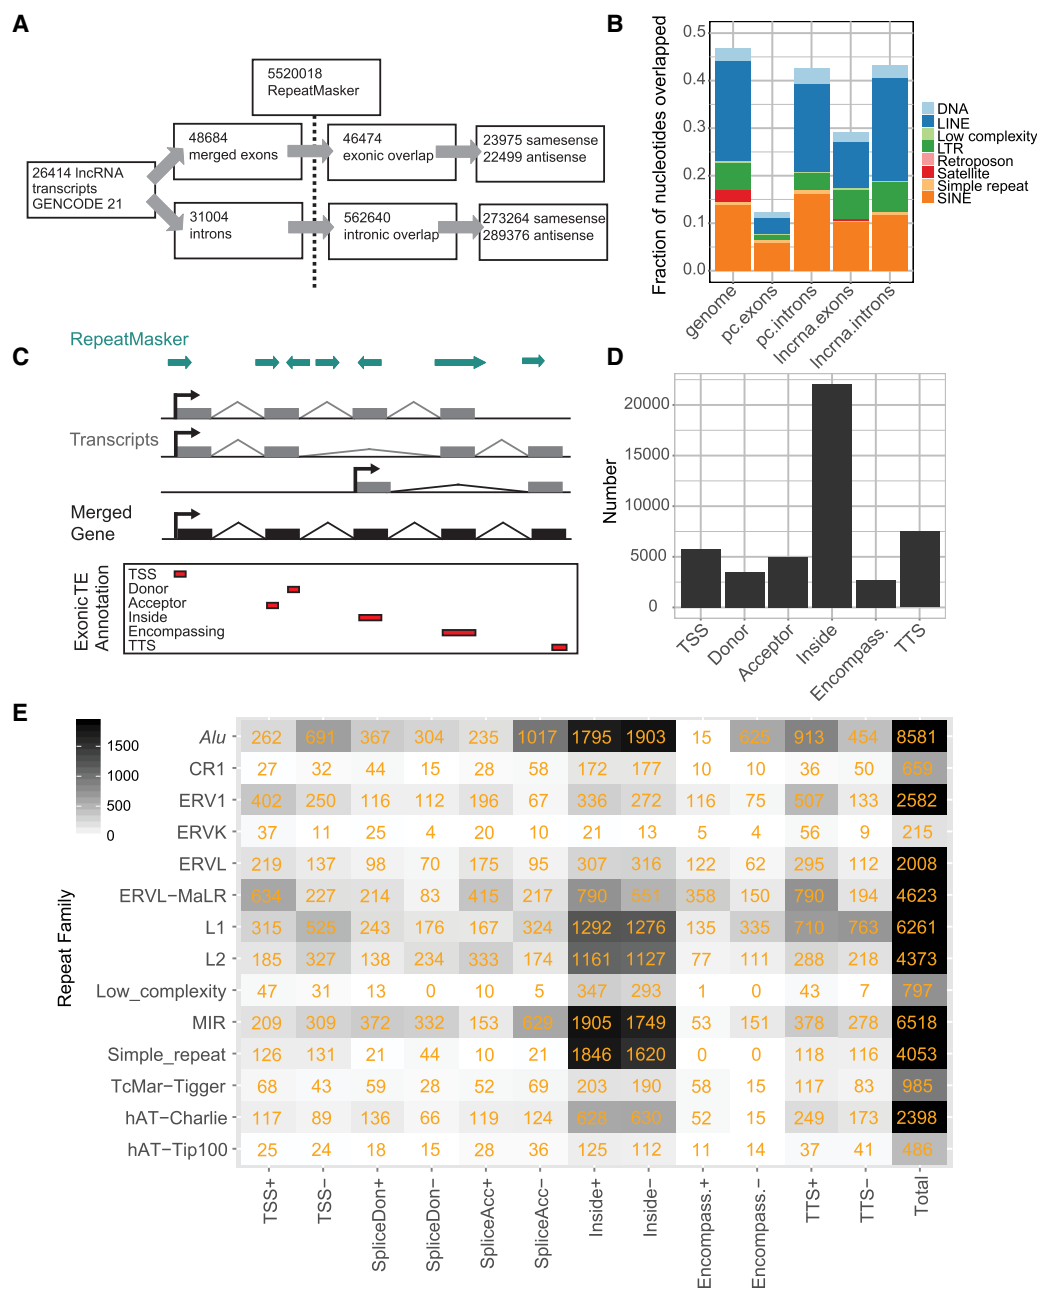 A
5520018
RepeatMasker
48684
merged exons
46474
exonic overlap
23975 samesense
22499 antisense
26414 lncRNA
transcripts
GENCODE 21
31004
introns
562640
intronic overlap
273264 samesense
289376 antisense
B
Fraction of nucleotides overlapped
0.5
0.4
0.3
0.2
0.1
0.0
genome
pc.exons
pc.introns
lncrna.exons
lncrna.introns
DNA
LINE
Low complexity
LTR
Retroposon
Satellite
Simple repeat
SINE
C
RepeatMasker
Transcripts
Merged
Gene
Exonic TE
Annotation
TSS
Donor
Acceptor
Inside
Encompassing
TTS
D
Number
20000
15000
10000
5000
0
TSS
Donor
Acceptor
Inside
Encompass.
TTS
E
1500
1000
500
0
Repeat Family
Alu 262 691 367 304 235 1017 1795 1903 15 625 913 454 8581
CR1 27 32 44 15 28 58 172 177 10 10 36 50 659
ERV1 402 250 116 112 196 67 336 272 116 75 507 133 2582
ERVK 37 11 25 4 20 10 21 13 5 4 56 9 215
ERVL 219 137 98 70 175 95 307 316 122 62 295 112 2008
ERVL−MaLR 634 227 214 83 415 217 790 551 358 150 790 194 4623
L1 315 525 243 176 167 324 1292 1276 135 335 710 763 6261
L2 185 327 138 234 333 174 1161 1127 77 111 288 218 4373
Low_complexity 47 31 13 0 10 5 347 293 1 0 43 7 797
MIR 209 309 372 332 153 629 1905 1749 53 151 378 278 6518
Simple_repeat 126 131 21 44 10 21 1846 1620 0 0 118 116 4053
TcMar−Tigger 68 43 59 28 52 69 203 190 58 15 117 83 985
hAT−Charlie 117 89 136 66 119 124 628 630 52 15 249 173 2398
hAT−Tip100 25 24 18 15 28 36 125 112 11 14 37 41 486
TSS+
TSS−
SpliceDon+
SpliceDon−
SpliceAcc+
SpliceAcc−
Inside+
Inside−
Encompass.+
Encompass.−
TTS+
TTS−
Total